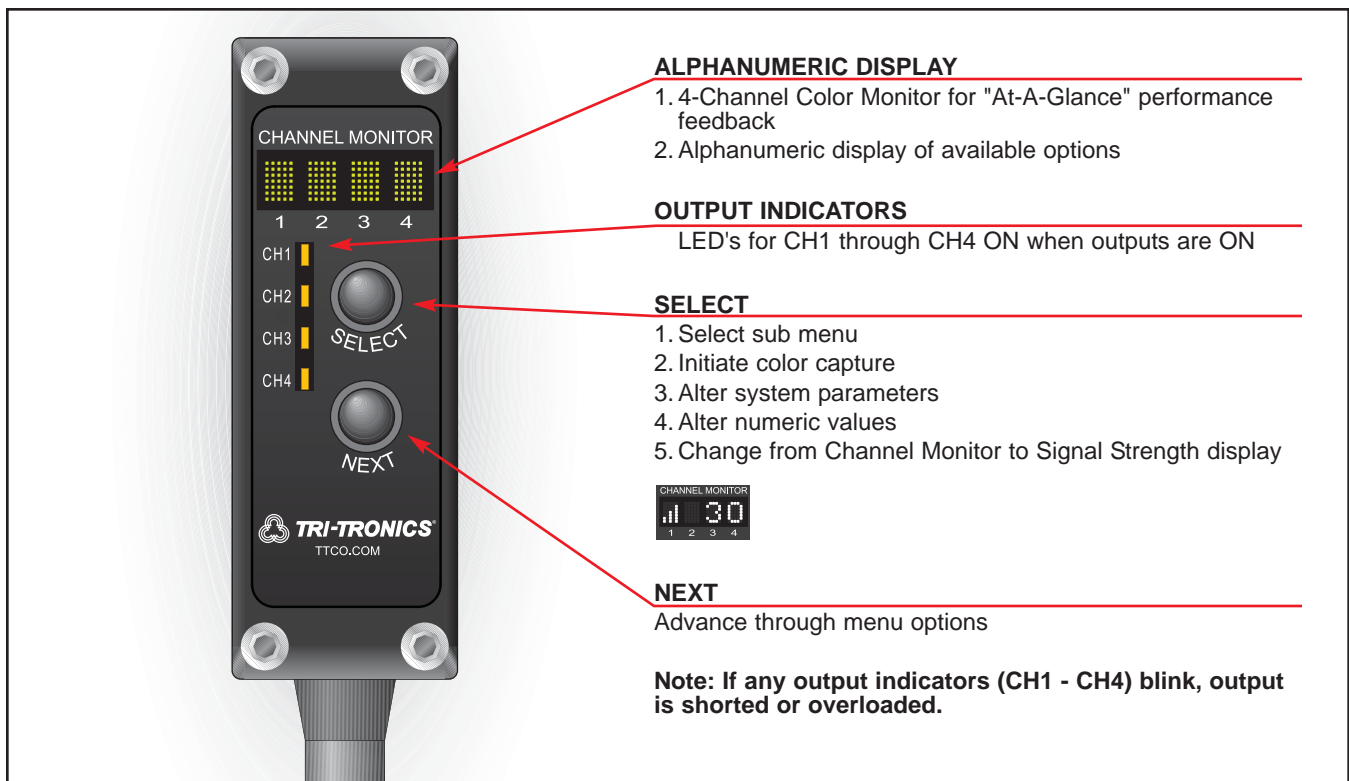 CHANNEL MONITOR
1 2 3 4
CH1
CH2
CH3
CH4
SELECT
NEXT
TRI-TRONICS®
TTCO.COM
ALPHANUMERIC DISPLAY
1. 4-Channel Color Monitor for "At-A-Glance" performance
feedback
2. Alphanumeric display of available options
OUTPUT INDICATORS
LED's for CH1 through CH4 ON when outputs are ON
SELECT
1. Select sub menu
2. Initiate color capture
3. Alter system parameters
4. Alter numeric values
5. Change from Channel Monitor to Signal Strength display
CHANNEL MONITOR
30
1 2 3 4
NEXT
Advance through menu options
Note: If any output indicators (CH1 - CH4) blink, output
is shorted or overloaded.